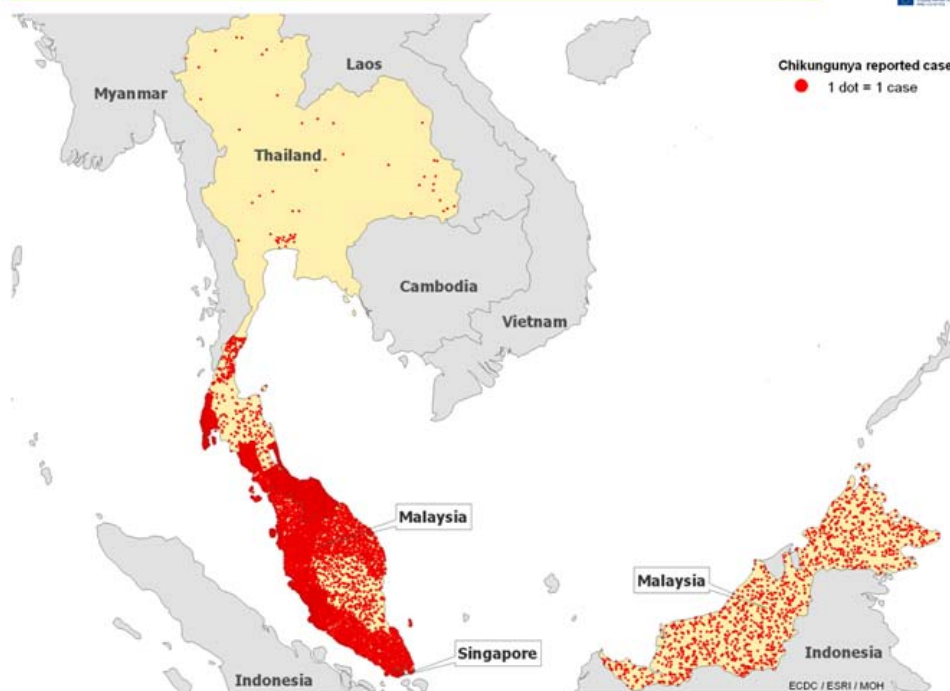 Laos
Chikungunya reported case
1 dot = 1 case
Myanmar
Thailand.
Cambodia
Vietnam
Malaysia
Malaysia
Singapore
Indonesia
Indonesia
ECDC / ESRI / MOH